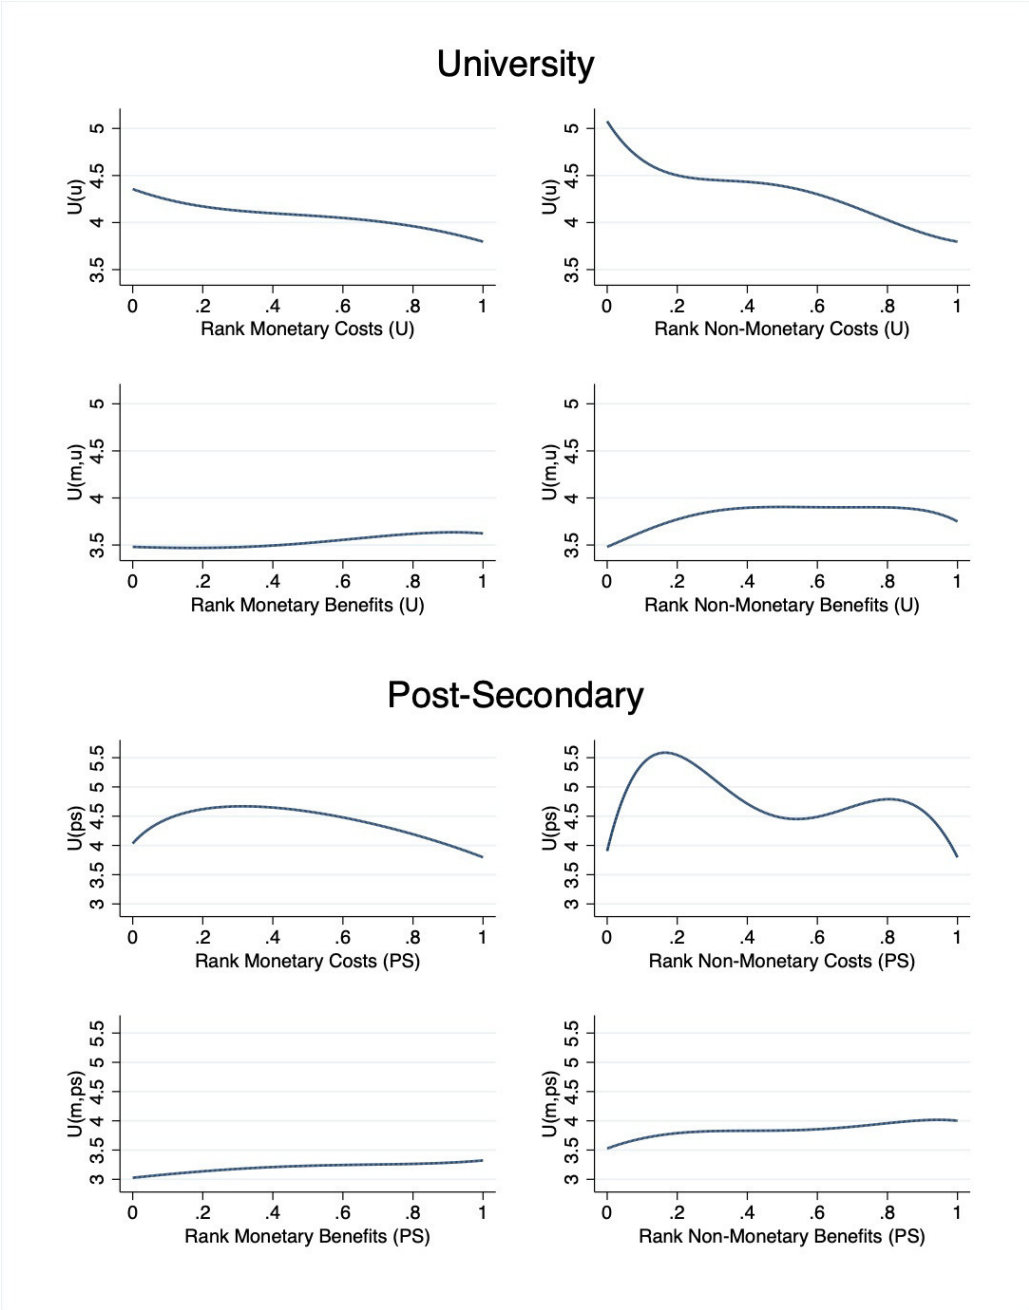 University
5
4.5
4
3.5
U(u)
0 .2 .4 .6 .8 1
Rank Monetary Costs (U)
5
4.5
4
3.5
U(u)
0 .2 .4 .6 .8 1
Rank Non-Monetary Costs (U)
5
4.5
4
3.5
U(m,u)
0 .2 .4 .6 .8 1
Rank Monetary Benefits (U)
5
4.5
4
3.5
U(m,u)
0 .2 .4 .6 .8 1
Rank Non-Monetary Benefits (U)
Post-Secondary
5.5
5
4.5
4
3.5
3
U(ps)
0 .2 .4 .6 .8 1
Rank Monetary Costs (PS)
5.5
5
4.5
4
3.5
3
U(ps)
0 .2 .4 .6 .8 1
Rank Non-Monetary Costs (PS)
5.5
5
4.5
4
3.5
3
U(m,ps)
0 .2 .4 .6 .8 1
Rank Monetary Benefits (PS)
5.5
5
4.5
4
3.5
3
U(m,ps)
0 .2 .4 .6 .8 1
Rank Non-Monetary Benefits (PS)